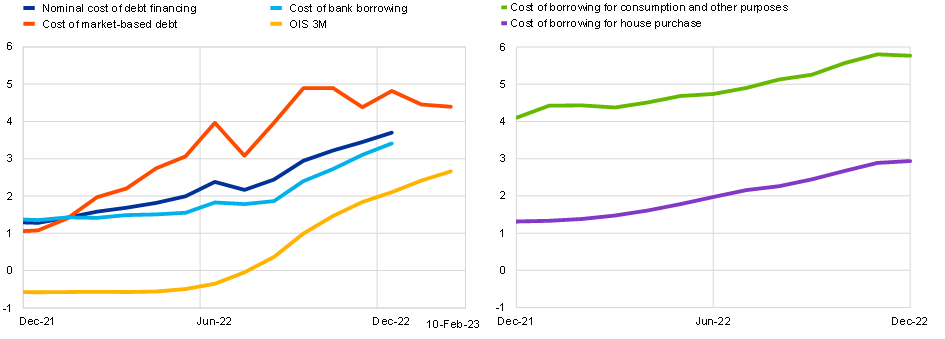 Nominal cost of debt financing
Cost of bank borrowing
Cost of market-based debt
OIS 3M
6
5
4
3
2
1
0
-1
Dec-21
Jun-22
Dec-22
10-Feb-23
Cost of borrowing for consumption and other purposes
Cost of borrowing for house purchase
6
5
4
3
2
1
0
-1
Dec-21
Jun-22
Dec-22